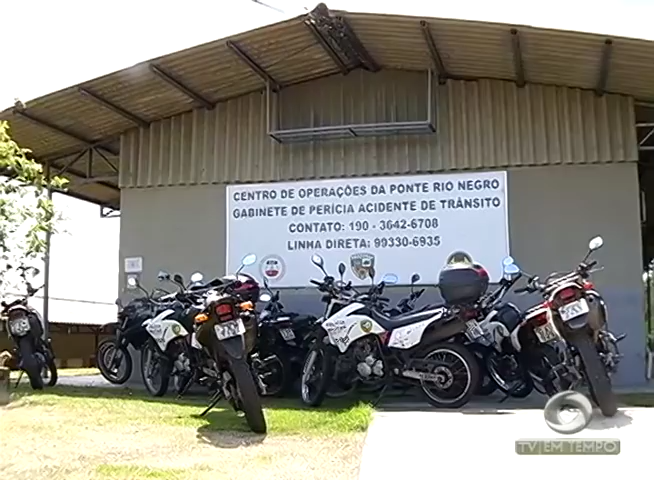 CENTRO DE OPERAÇÕES DA PONTE RIO NEGRO
GABINETE DE PERÍCIA ACIDENTE DE TRÂNSITO
CONTATO: 190 - 3642-6708
LINHA DIRETA: 99330-6935
TV EM TEMPO